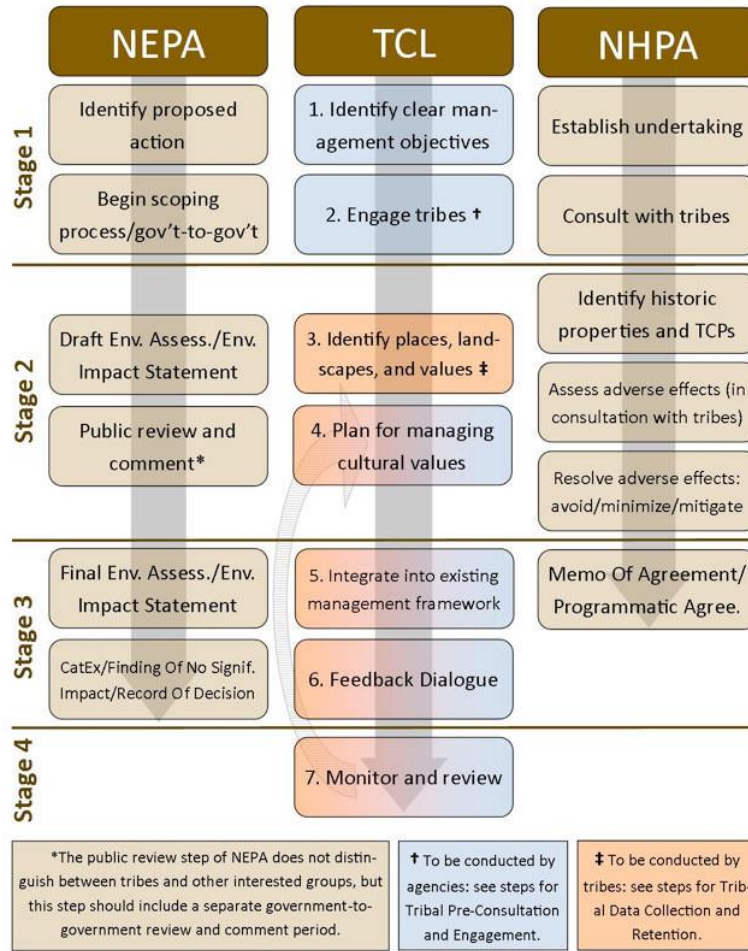 NEPA
TCL
NHPA
Stage 1
Identify proposed
action
Begin scoping
process/gov't-to-gov't
1. Identify clear man-
agement objectives
2. Engage tribes †
Establish undertaking
Consult with tribes
Stage 2
Draft Env. Assess./Env.
Impact Statement
Public review and
comment*
3. Identify places, land-
scapes, and values ‡
4. Plan for managing
cultural values
Identify historic
properties and TCPs
Assess adverse effects (in
consultation with tribes)
Resolve adverse effects:
avoid/minimize/mitigate
Stage 3
Final Env. Assess./Env.
Impact Statement
CatEx/Finding Of No Signif.
Impact/Record Of Decision
5. Integrate into existing
management framework
6. Feedback Dialogue
Memo Of Agreement/
Programmatic Agree.
Stage 4
7. Monitor and review
*The public review step of NEPA does not distin-
guish between tribes and other interested groups, but
this step should include a separate government-to-
government review and comment period.
† To be conducted by
agencies: see steps for
Tribal Pre-Consultation
and Engagement.
‡ To be conducted by
tribes: see steps for Trib-
al Data Collection and
Retention.